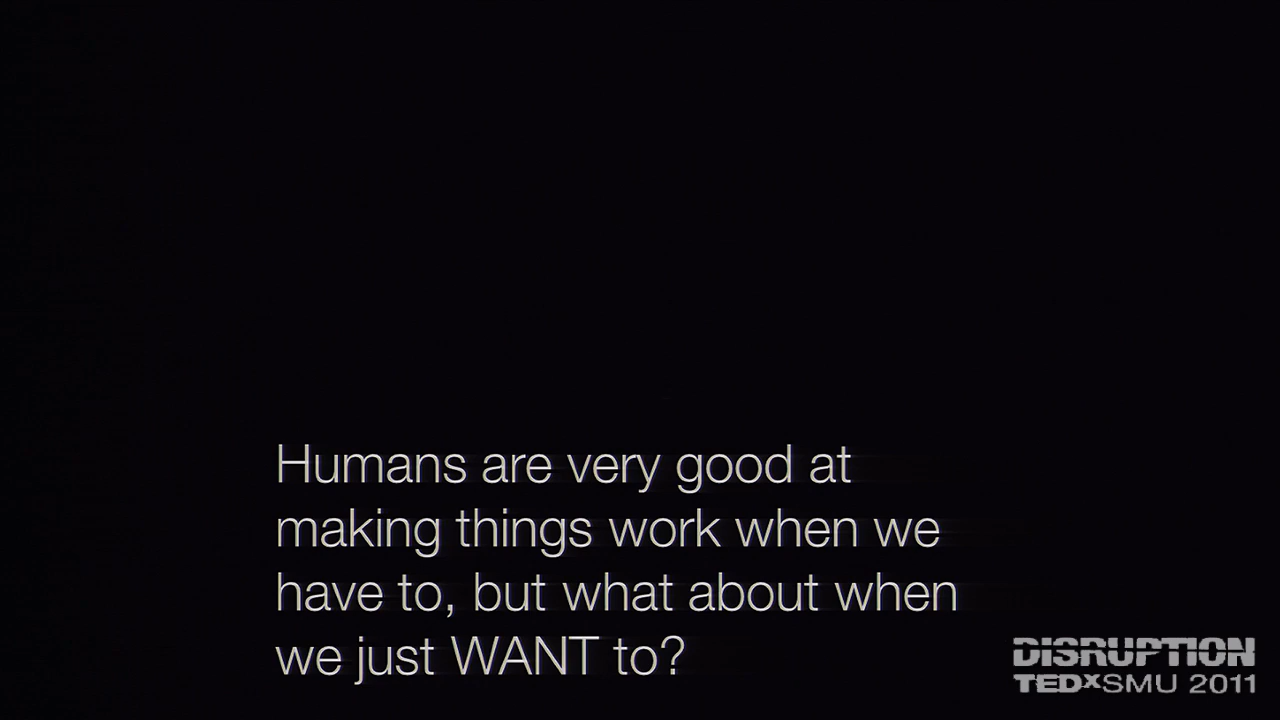 Humans are very good at
making things work when we
have to, but what about when
we just WANT to?
DISRUPTION
TEDxSMU 2011